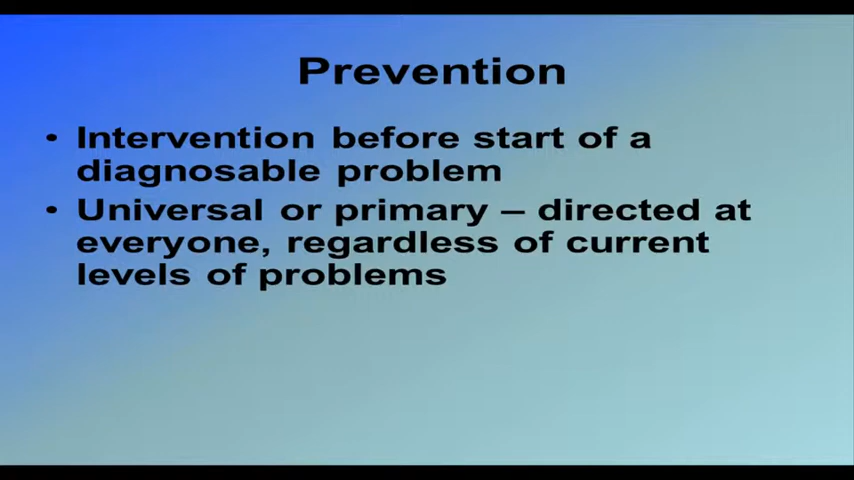 Prevention
• Intervention before start of a
diagnosable problem
• Universal or primary – directed at
everyone, regardless of current
levels of problems